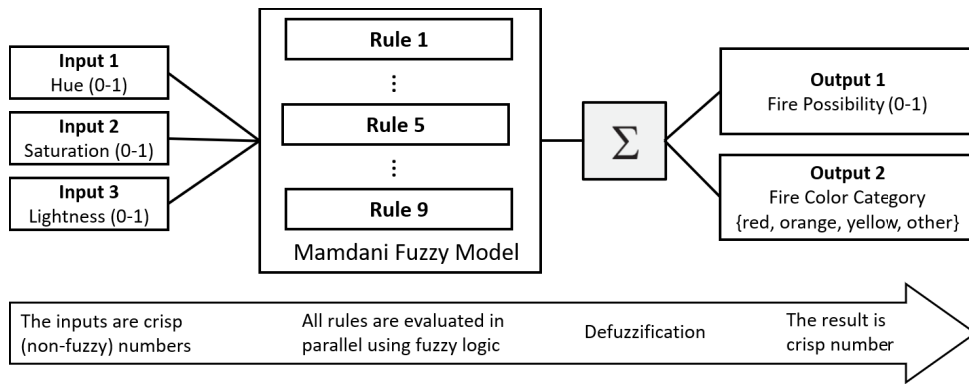 Input 1
Hue (0-1)
Input 2
Saturation (0-1)
Input 3
Lightness (0-1)
Rule 1
⋮
Rule 5
⋮
Rule 9
Mamdani Fuzzy Model
Σ
Output 1
Fire Possibility (0-1)
Output 2
Fire Color Category
{red, orange, yellow, other}
The inputs are crisp
(non-fuzzy) numbers
All rules are evaluated in
parallel using fuzzy logic
Defuzzification
The result is
crisp number